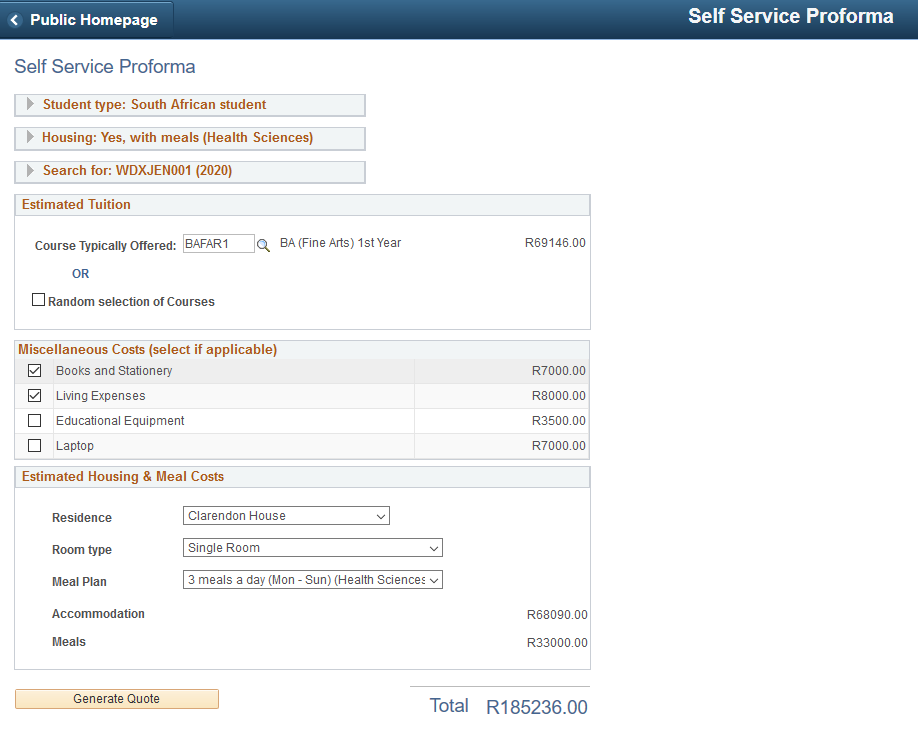 Public Homepage
Self Service Proforma
Self Service Proforma
Student type: South African student
Housing: Yes, with meals (Health Sciences)
Search for: WDXJEN001 (2020)
Estimated Tuition
Course Typically Offered: BAFAR1 BA (Fine Arts) 1st Year R69146.00
OR
Random selection of Courses
Miscellaneous Costs (select if applicable)
Books and Stationery R7000.00
Living Expenses R8000.00
Educational Equipment R3500.00
Laptop R7000.00
Estimated Housing & Meal Costs
Residence Clarendon House
Room type Single Room
Meal Plan 3 meals a day (Mon - Sun) (Health Sciences
Accommodation R68090.00
Meals R33000.00
Generate Quote
Total R185236.00